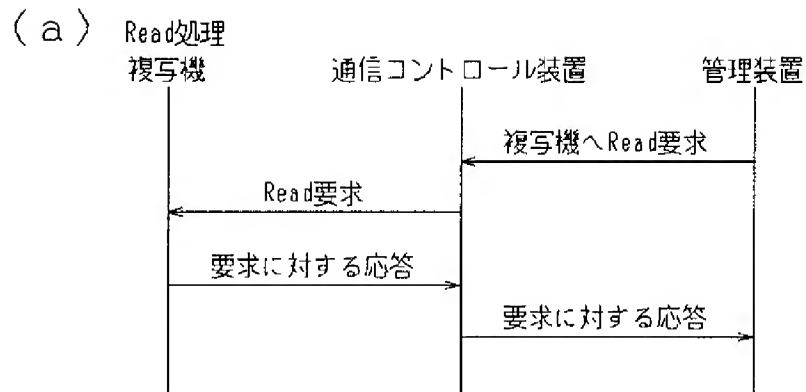 (a) Read処理
複写機 通信コントロール装置 管理装置
複写機へRead要求
Read要求
要求に対する応答
要求に対する応答